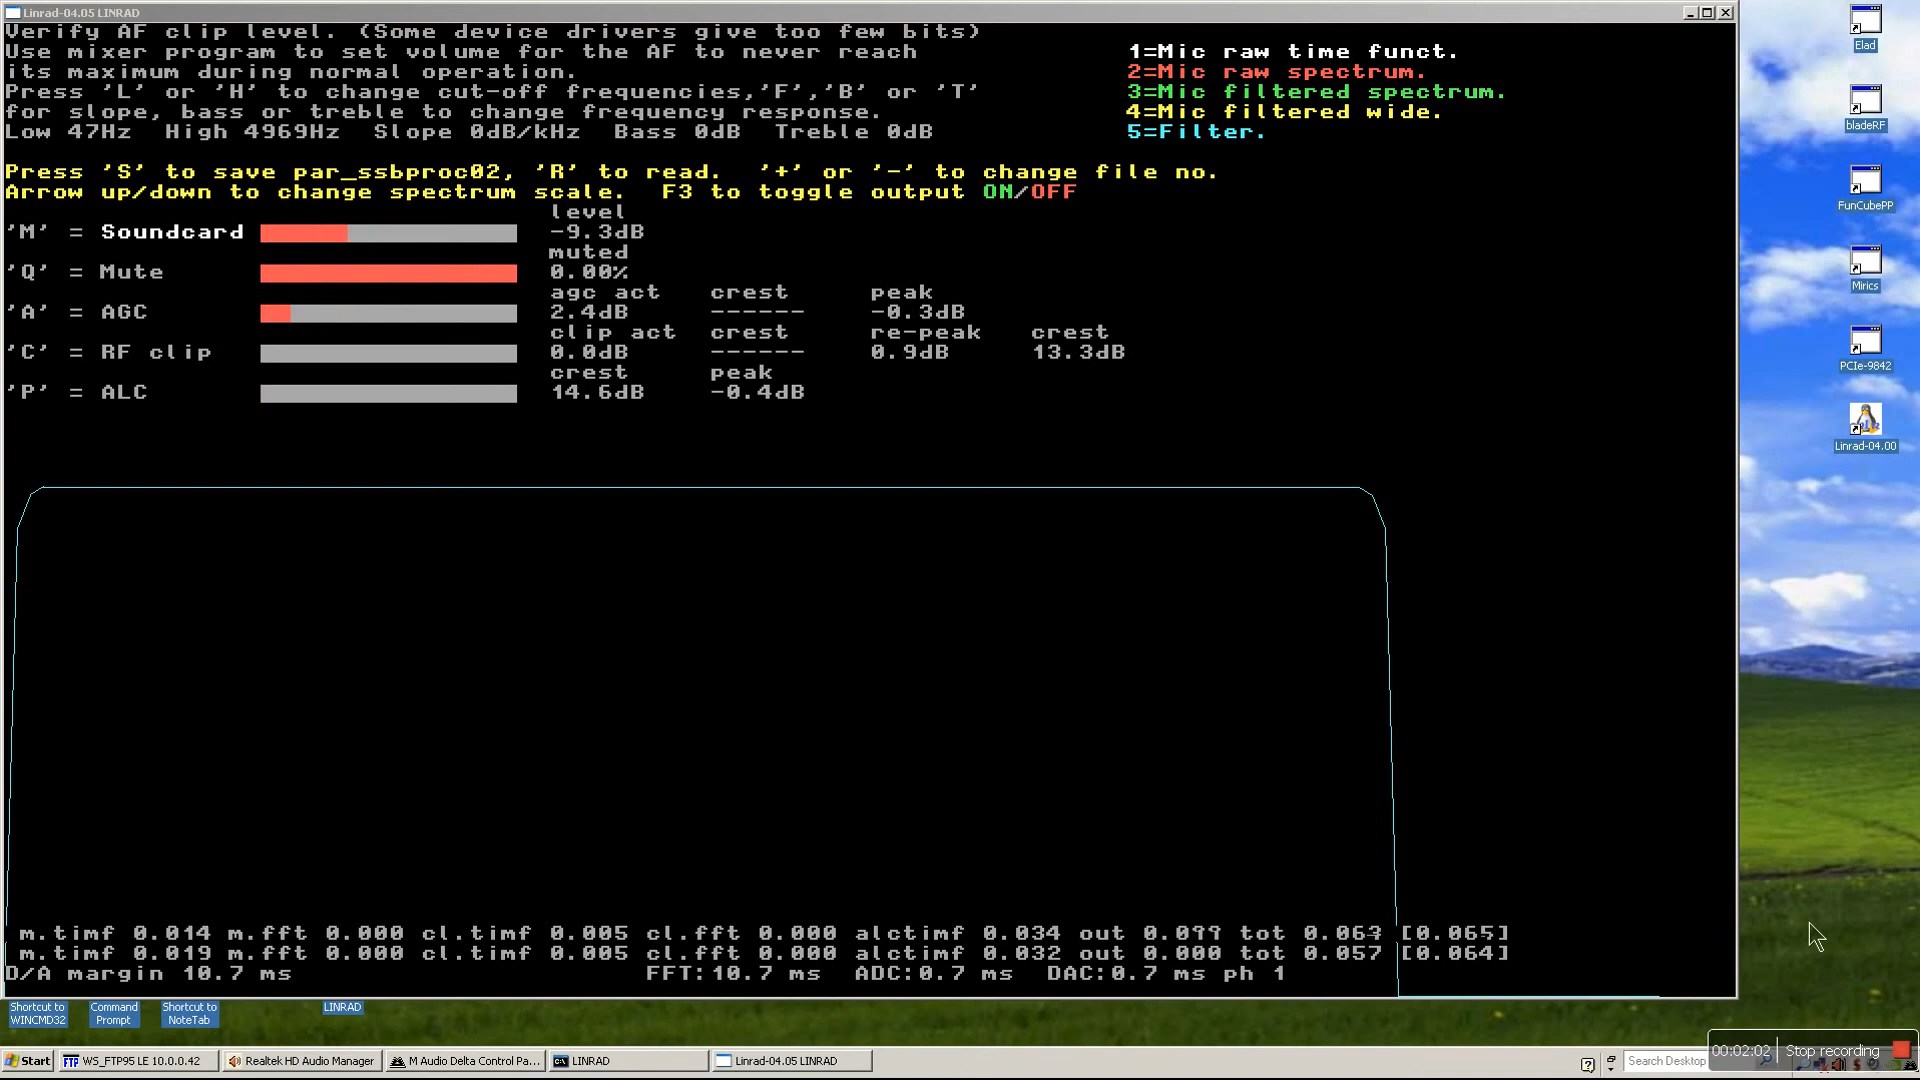 Linrad-04.05 LINRAD
Verify AF clip level. (Some device drivers give too few bits)
Use mixer program to set volume for the AF to never reach
its maximum during normal operation.
Press 'L' or 'H' to change cut-off frequencies,'F','B' or 'T'
for slope, bass or treble to change frequency response.
Low 47Hz High 4969Hz Slope 0dB/kHz Bass 0dB Treble 0dB
1=Mic raw time funct.
2=Mic raw spectrum.
3=Mic filtered spectrum.
4=Mic filtered wide.
5=Filter.
Press 'S' to save par_ssbproc02, 'R' to read. '+' or '-' to change file no.
Arrow up/down to change spectrum scale. F3 to toggle output ON/OFF
level
'M' = Soundcard -9.3dB
muted
'Q' = Mute 0.00%
agc act crest peak
'A' = AGC 2.4dB ------ -0.3dB
clip act crest re-peak crest
'C' = RF clip 0.0dB ------ 0.9dB 13.3dB
crest peak
'P' = ALC 14.6dB -0.4dB
m.timf 0.014 m.fft 0.000 cl.timf 0.005 cl.fft 0.000 alctimf 0.034 out tot [0.065]
m.timf 0.019 m.fft 0.000 cl.timf 0.005 cl.fft 0.000 alctimf 0.032 out 0.000 tot 0.057 [0.064]
D/A margin 10.7 ms FFT:10.7 ms ADC:0.7 ms DAC:0.7 ms ph 1
Elad
bladeRF
FunCubePP
Mirics
PCIe-9842
Linrad-04.00
Shortcut to
WINCMD32
Command
Prompt
Shortcut to
NoteTab
LINRAD
Start
WS_FTP95 LE 10.0.0.42
Realtek HD Audio Manager
M Audio Delta Control Pa...
LINRAD
Linrad-04.05 LINRAD
Search Desktop
00:02:02
Stop recording